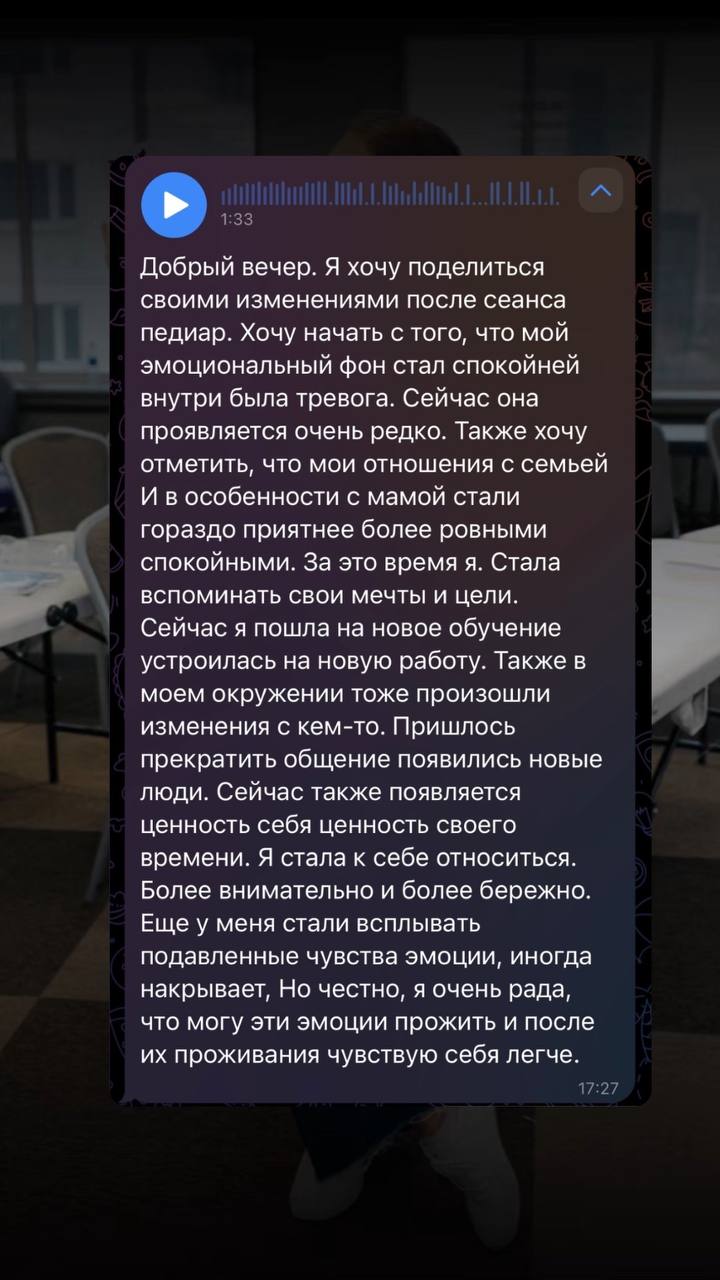 1:33
Добрый вечер. Я хочу поделиться
своими изменениями после сеанса
педиар. Хочу начать с того, что мой
эмоциональный фон стал спокойней
внутри была тревога. Сейчас она
проявляется очень редко. Также хочу
отметить, что мои отношения с семьей
И в особенности с мамой стали
гораздо приятнее более ровными
спокойными. За это время я. Стала
вспоминать свои мечты и цели.
Сейчас я пошла на новое обучение
устроилась на новую работу. Также в
моем окружении тоже произошли
изменения с кем-то. Пришлось
прекратить общение появились новые
люди. Сейчас также появляется
ценность себя ценность своего
времени. Я стала к себе относиться.
Более внимательно и более бережно.
Еще у меня стали всплывать
подавленные чувства эмоции, иногда
накрывает, Но честно, я очень рада,
что могу эти эмоции прожить и после
их проживания чувствую себя легче.
17:27